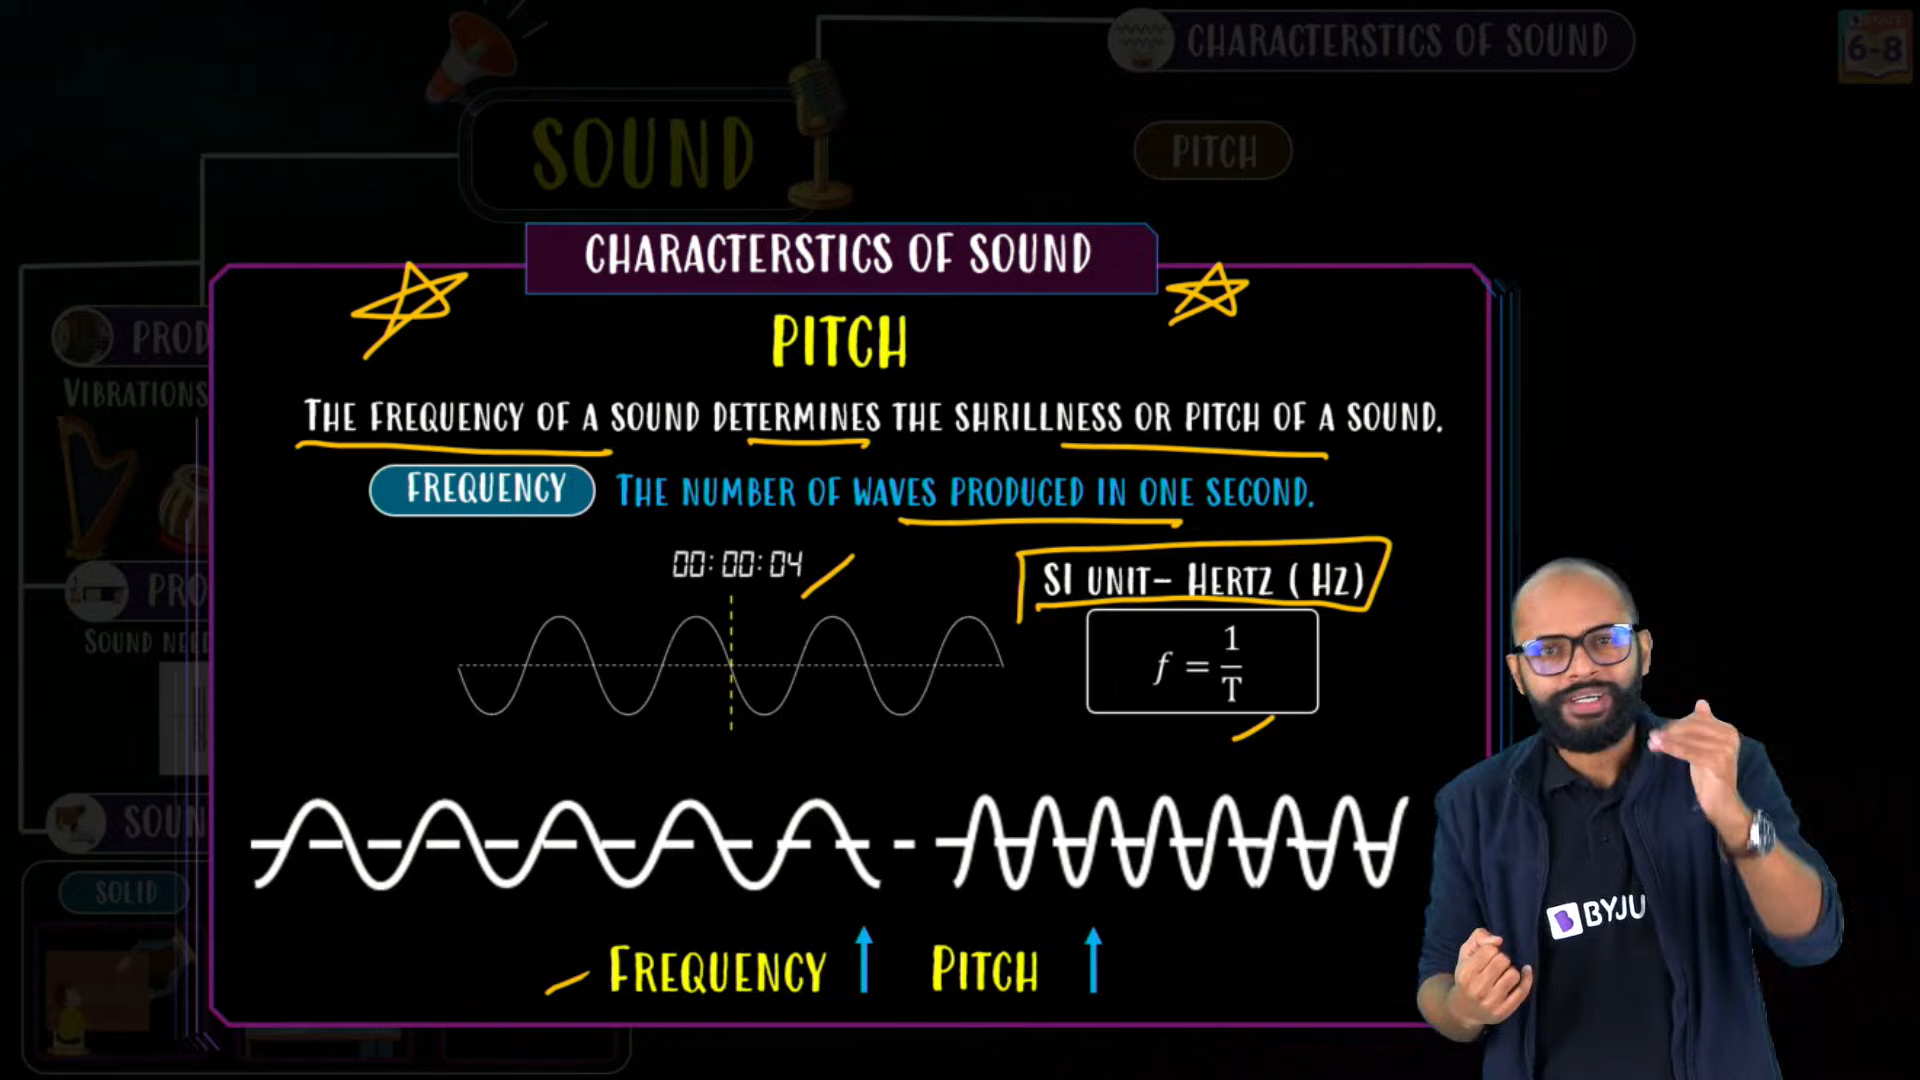 CHARACTERSTICS OF SOUND
6-8
SOUND
PITCH
CHARACTERSTICS OF SOUND
PITCH
PROD
VIBRATIONS
THE FREQUENCY OF A SOUND DETERMINES THE SHRILLNESS OR PITCH OF A SOUND.
FREQUENCY THE NUMBER OF WAVES PRODUCED IN ONE SECOND.
00:00:04
SI UNIT- HERTZ ( HZ)
PRO
SOUND NEED
f = 1/T
SOUN
SOLID
BYJU
FREQUENCY PITCH